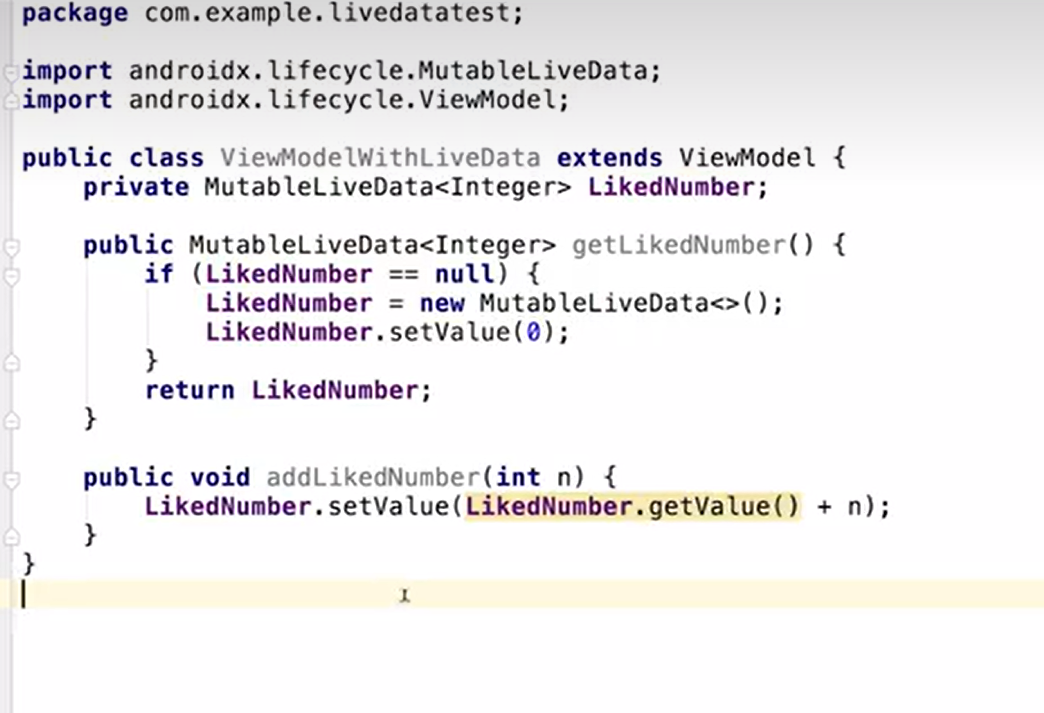 package com.example.livedatatest;
import androidx.lifecycle.MutableLiveData;
import androidx.lifecycle.ViewModel;
public class ViewModelWithLiveData extends ViewModel {
    private MutableLiveData<Integer> LikedNumber;
    public MutableLiveData<Integer> getLikedNumber() {
        if (LikedNumber == null) {
            LikedNumber = new MutableLiveData<>();
            LikedNumber.setValue(0);
        }
        return LikedNumber;
    }
    public void addLikedNumber(int n) {
        LikedNumber.setValue(LikedNumber.getValue() + n);
    }
}